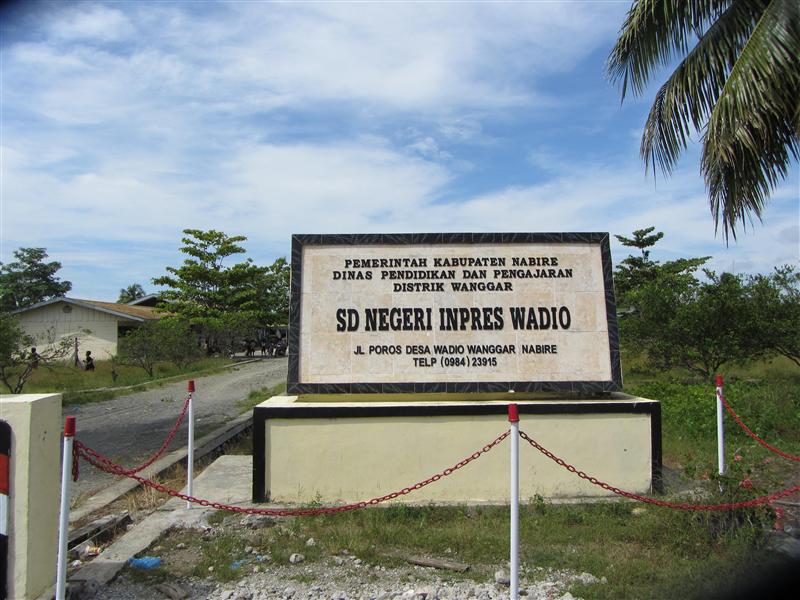 PEMERINTAH KABUPATEN NABIRE
DINAS PENDIDIKAN DAN PENGAJARAN
DISTRIK WANGGAR
SD NEGERI INPRES WADIO
JL POROS DESA WADIO WANGGAR NABIRE
TELP (0984) 23915